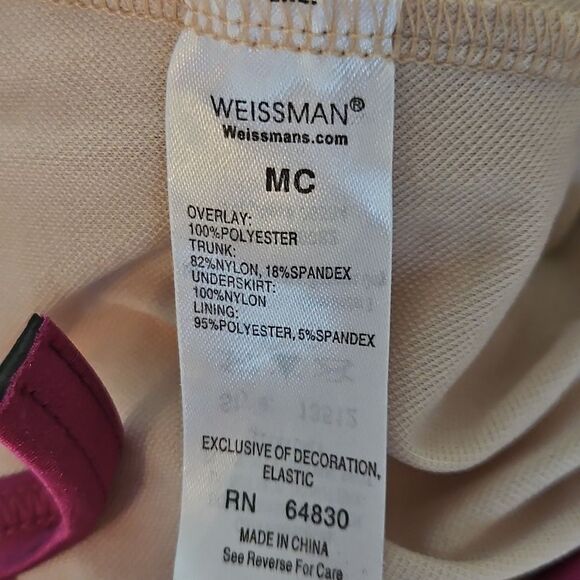 WEISSMAN®
Weissmans.com
MC
OVERLAY:
100%POLYESTER
TRUNK:
82%NYLON, 18%SPANDEX
UNDERSKIRT:
100%NYLON
LINING:
95%POLYESTER, 5%SPANDEX
EXCLUSIVE OF DECORATION,
ELASTIC
RN 64830
MADE IN CHINA
See Reverse For Care